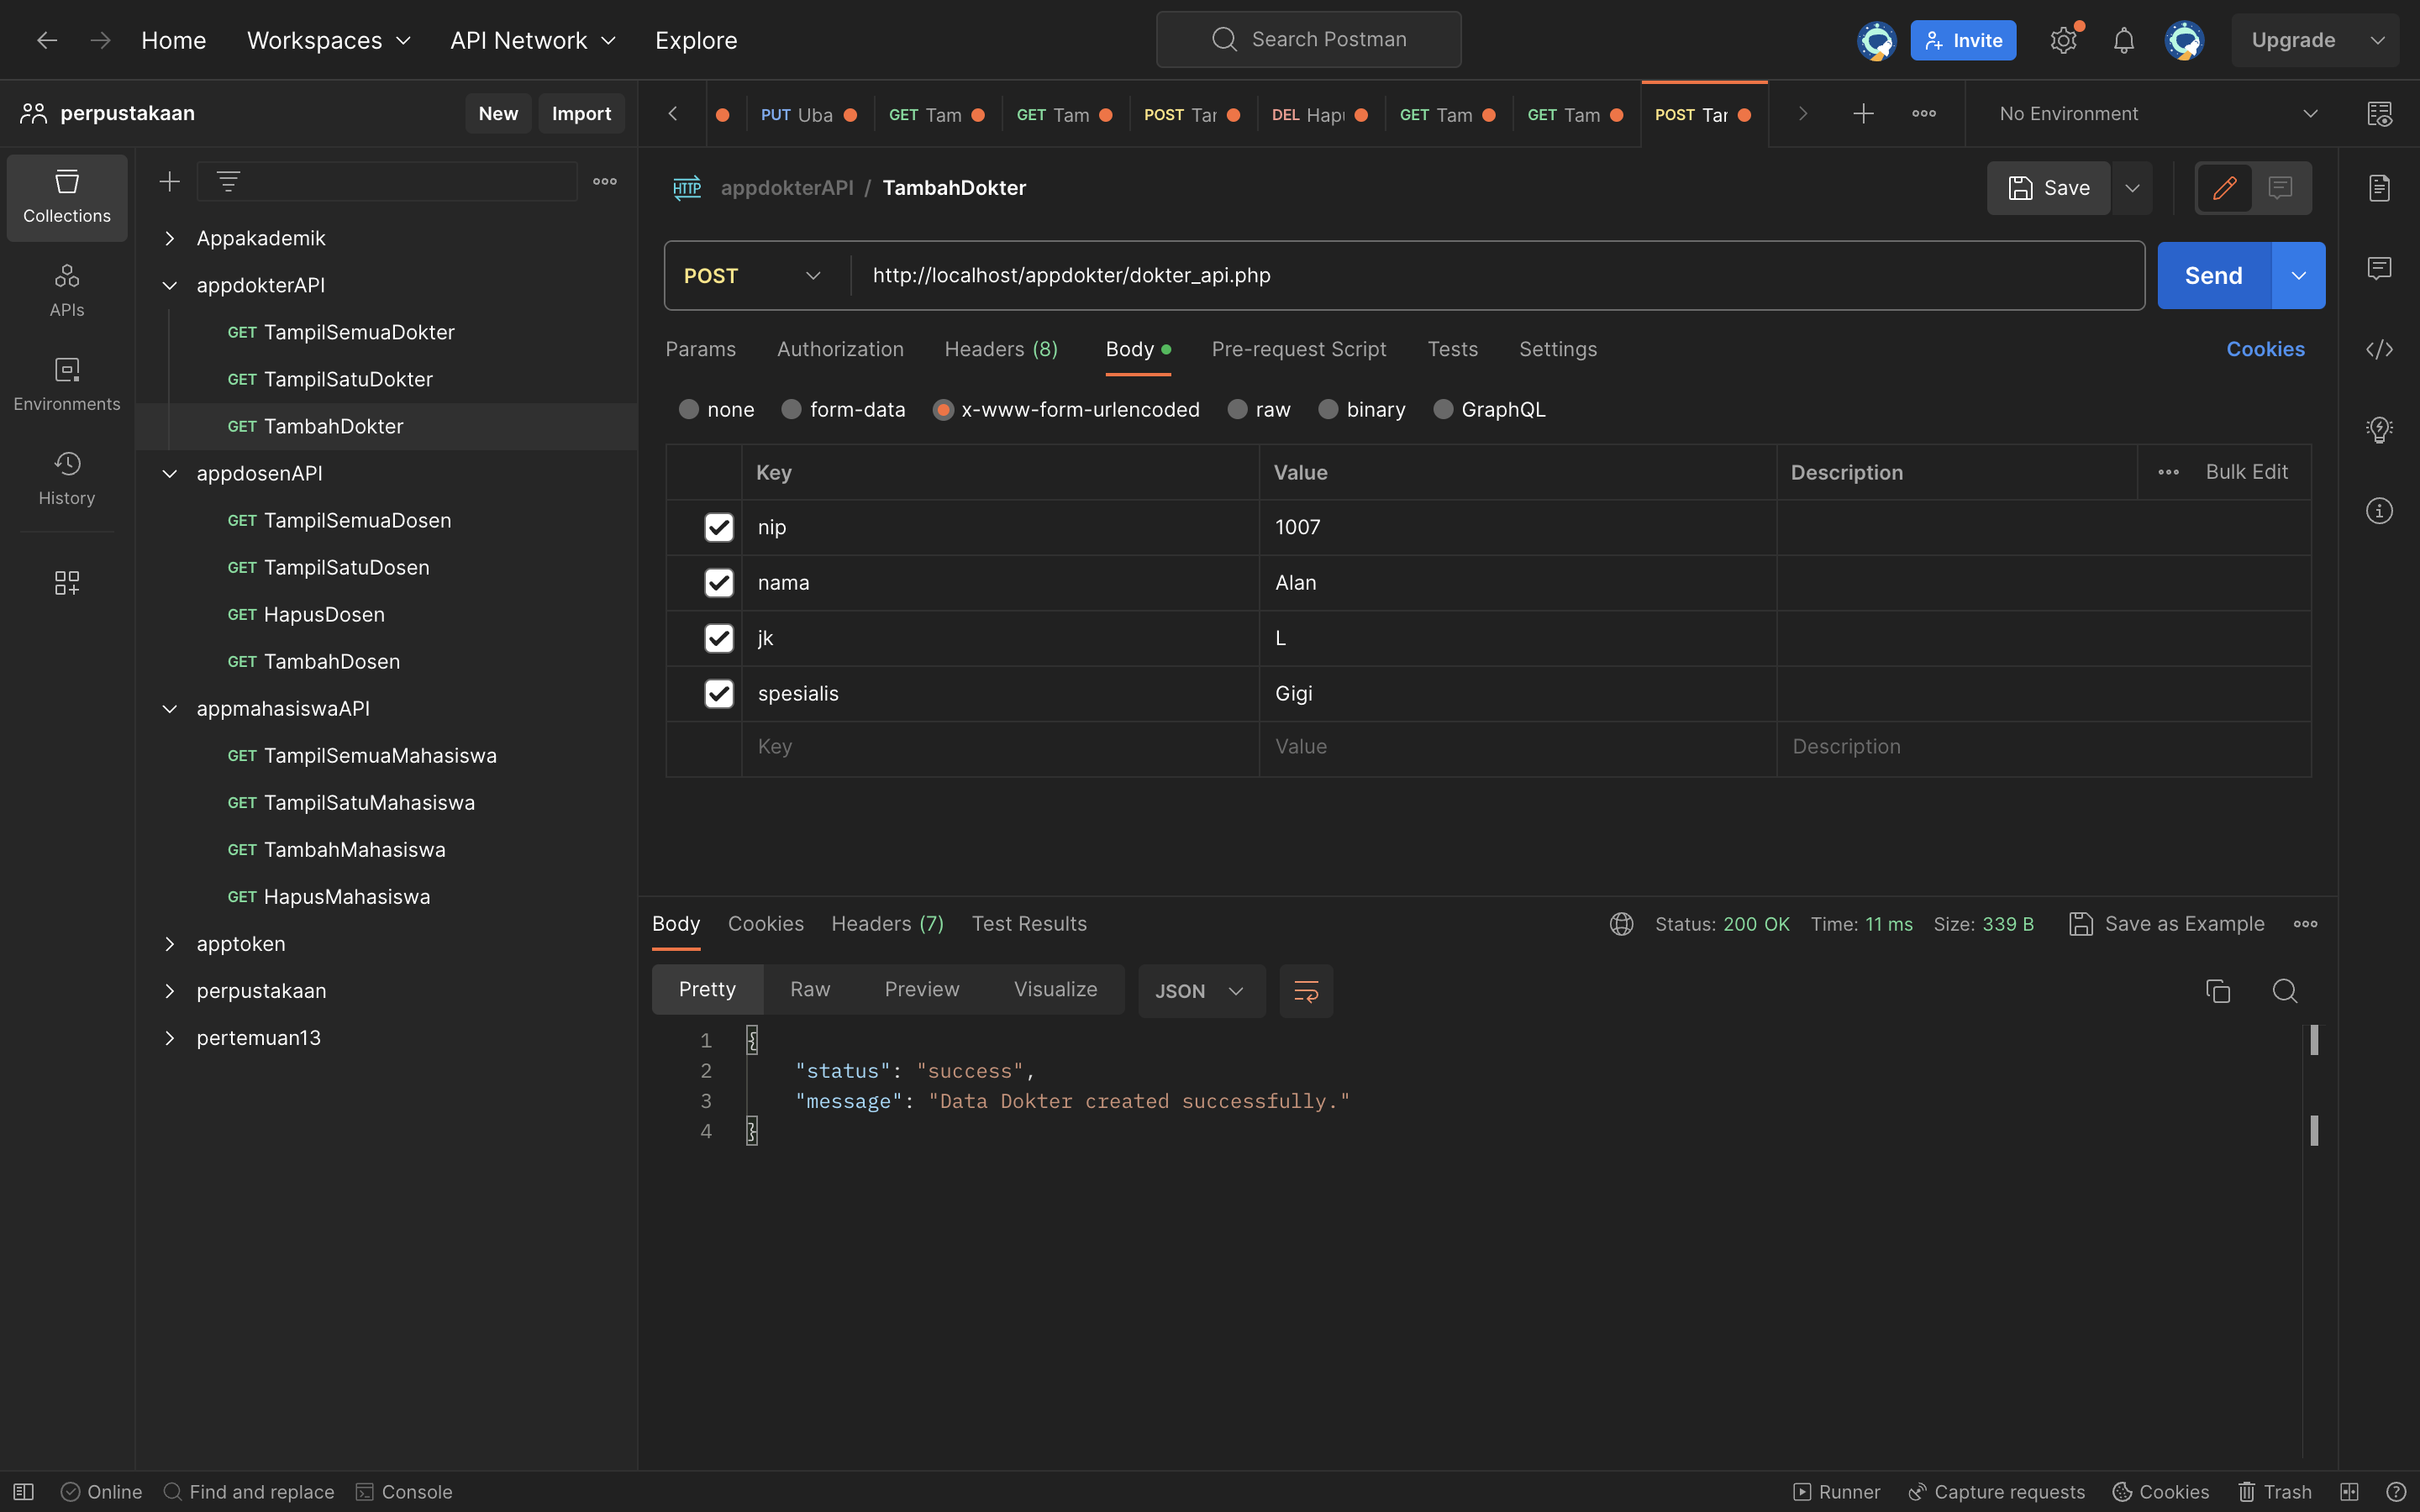 Home Workspaces API Network Explore Search Postman Invite Upgrade
perpustakaan New Import
PUT Uba GET Tam GET Tam POST Tar DEL Hap GET Tam GET Tam POST Tar No Environment
Collections
APIs
Environments
History
Appakademik
appdokterAPI
GET TampilSemuaDokter
GET TampilSatuDokter
GET TambahDokter
appdosenAPI
GET TampilSemuaDosen
GET TampilSatuDosen
GET HapusDosen
GET TambahDosen
appmahasiswaAPI
GET TampilSemuaMahasiswa
GET TampilSatuMahasiswa
GET TambahMahasiswa
GET HapusMahasiswa
apptoken
perpustakaan
pertemuan13
HTTP appdokterAPI / TambahDokter Save
POST http://localhost/appdokter/dokter_api.php Send
Params Authorization Headers (8) Body Pre-request Script Tests Settings Cookies
none form-data x-www-form-urlencoded raw binary GraphQL
Key Value Description Bulk Edit
nip 1007
nama Alan
jk L
spesialis Gigi
Key Value Description
Body Cookies Headers (7) Test Results Status: 200 OK Time: 11 ms Size: 339 B Save as Example
Pretty Raw Preview Visualize JSON
1 {
2 "status": "success",
3 "message": "Data Dokter created successfully."
4 }
Online Find and replace Console Runner Capture requests Cookies Trash